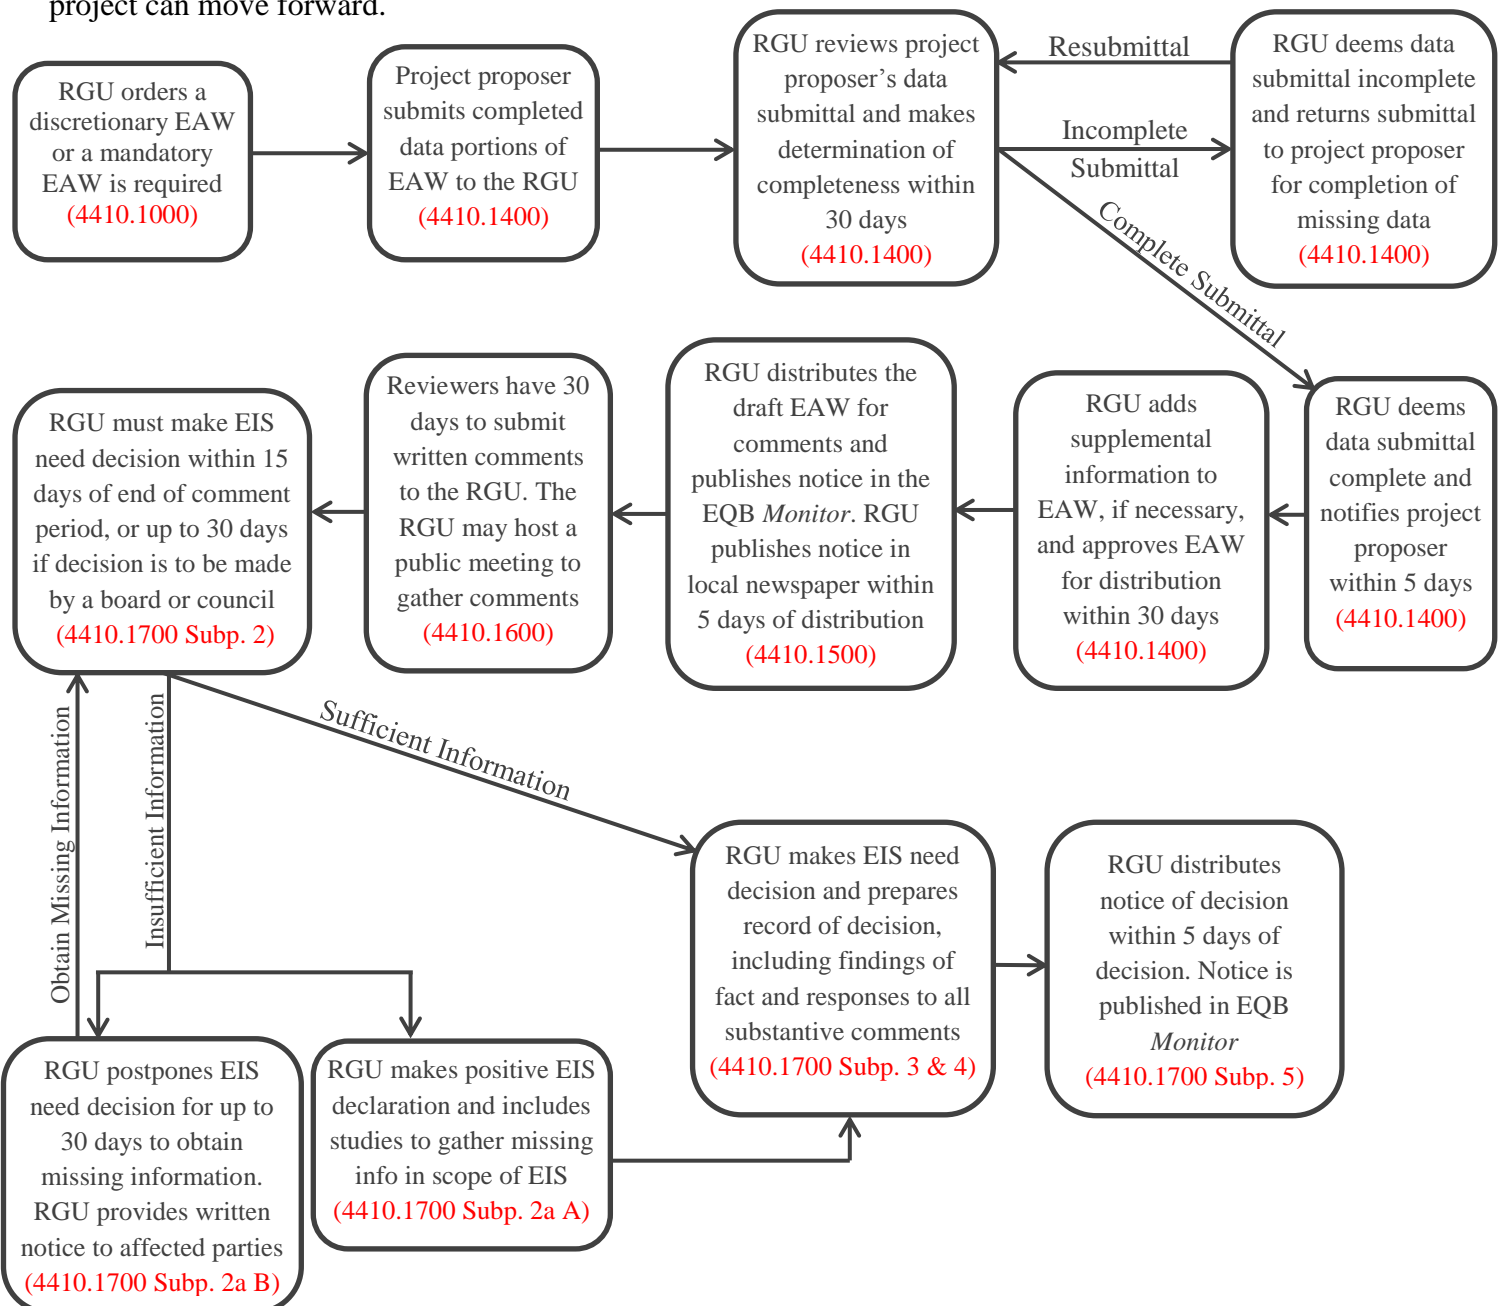 project can move forward.
RGU orders a
discretionary EAW
or a mandatory
EAW is required
(4410.1000)
Project proposer
submits completed
data portions of
EAW to the RGU
(4410.1400)
RGU reviews project
proposer’s data
submittal and makes
determination of
completeness within
30 days
(4410.1400)
Resubmittal
Incomplete
Submittal
RGU deems data
submittal incomplete
and returns submittal
to project proposer
for completion of
missing data
(4410.1400)
Complete Submittal
RGU deems
data submittal
complete and
notifies project
proposer
within 5 days
(4410.1400)
RGU adds
supplemental
information to
EAW, if necessary,
and approves EAW
for distribution
within 30 days
(4410.1400)
RGU distributes the
draft EAW for
comments and
publishes notice in the
EQB Monitor. RGU
publishes notice in
local newspaper within
5 days of distribution
(4410.1500)
Reviewers have 30
days to submit
written comments
to the RGU. The
RGU may host a
public meeting to
gather comments
(4410.1600)
RGU must make EIS
need decision within 15
days of end of comment
period, or up to 30 days
if decision is to be made
by a board or council
(4410.1700 Subp. 2)
Obtain Missing Information
Insufficient Information
Sufficient Information
RGU postpones EIS
need decision for up to
30 days to obtain
missing information.
RGU provides written
notice to affected parties
(4410.1700 Subp. 2a B)
RGU makes positive EIS
declaration and includes
studies to gather missing
info in scope of EIS
(4410.1700 Subp. 2a A)
RGU makes EIS need
decision and prepares
record of decision,
including findings of
fact and responses to all
substantive comments
(4410.1700 Subp. 3 & 4)
RGU distributes
notice of decision
within 5 days of
decision. Notice is
published in EQB
Monitor
(4410.1700 Subp. 5)